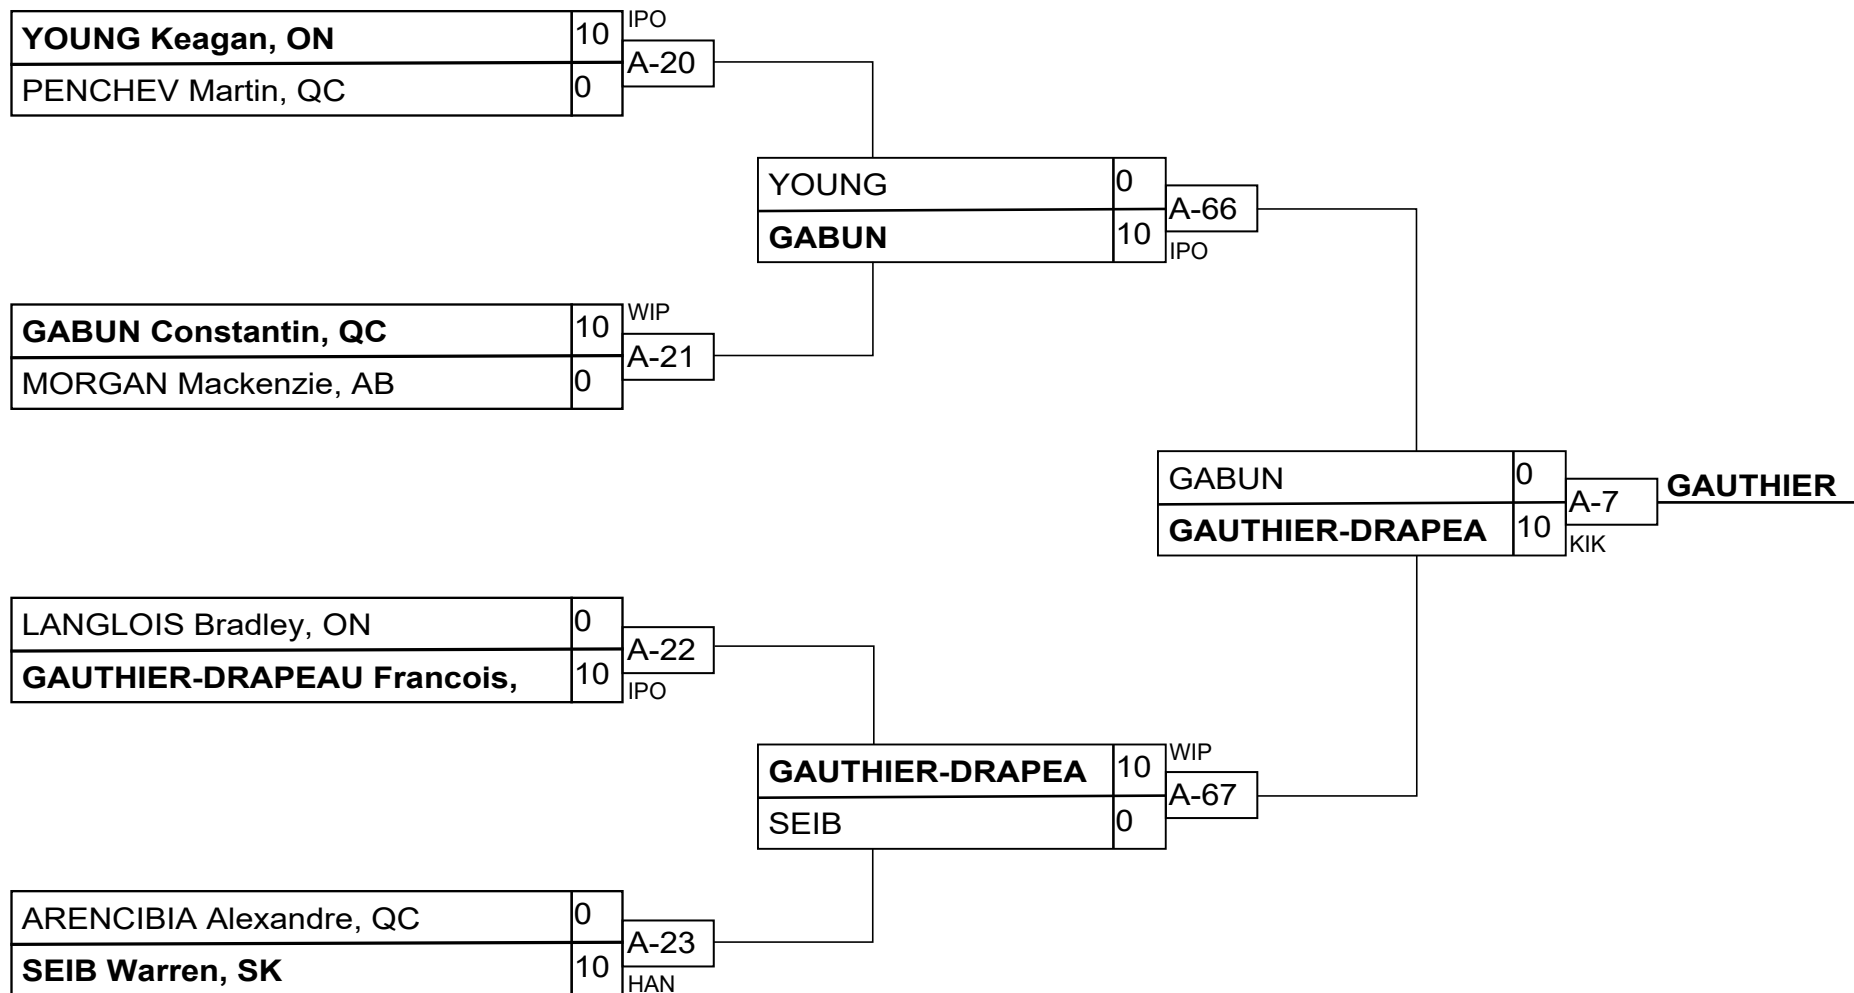 YOUNG Keagan, ON 10 IPO
A-20
PENCHEV Martin, QC 0
YOUNG 0
A-66
GABUN 10 IPO
GABUN Constantin, QC 10 WIP
A-21
MORGAN Mackenzie, AB 0
GABUN 0
A-7 GAUTHIER
GAUTHIER-DRAPEA 10 KIK
LANGLOIS Bradley, ON 0
A-22
GAUTHIER-DRAPEAU Francois, 10 IPO
GAUTHIER-DRAPEA 10 WIP
A-67
SEIB 0
ARENCIBIA Alexandre, QC 0
A-23
SEIB Warren, SK 10 HAN